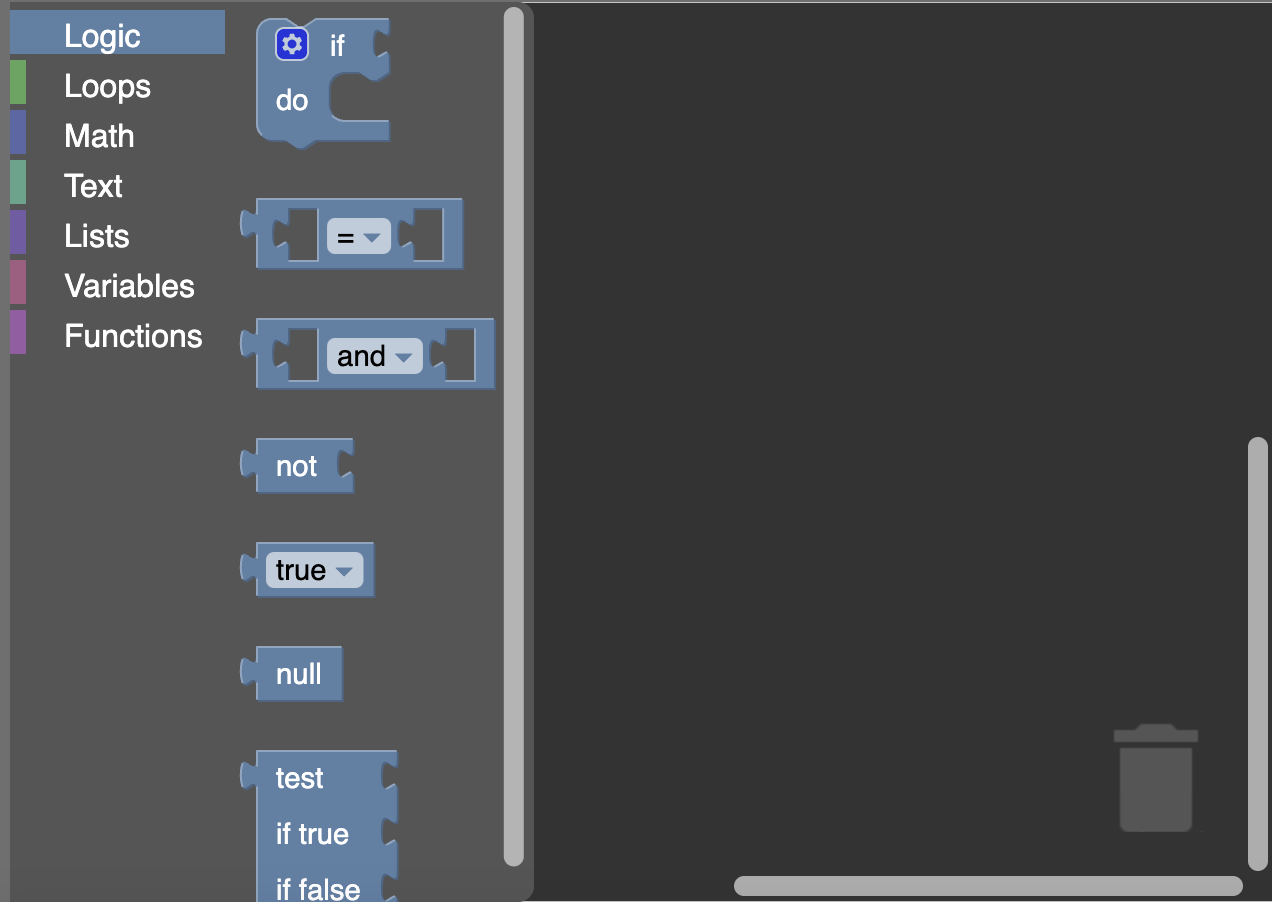 Logic
Loops
Math
Text
Lists
Variables
Functions
if
do
=
and
not
true
null
test
if true
if false